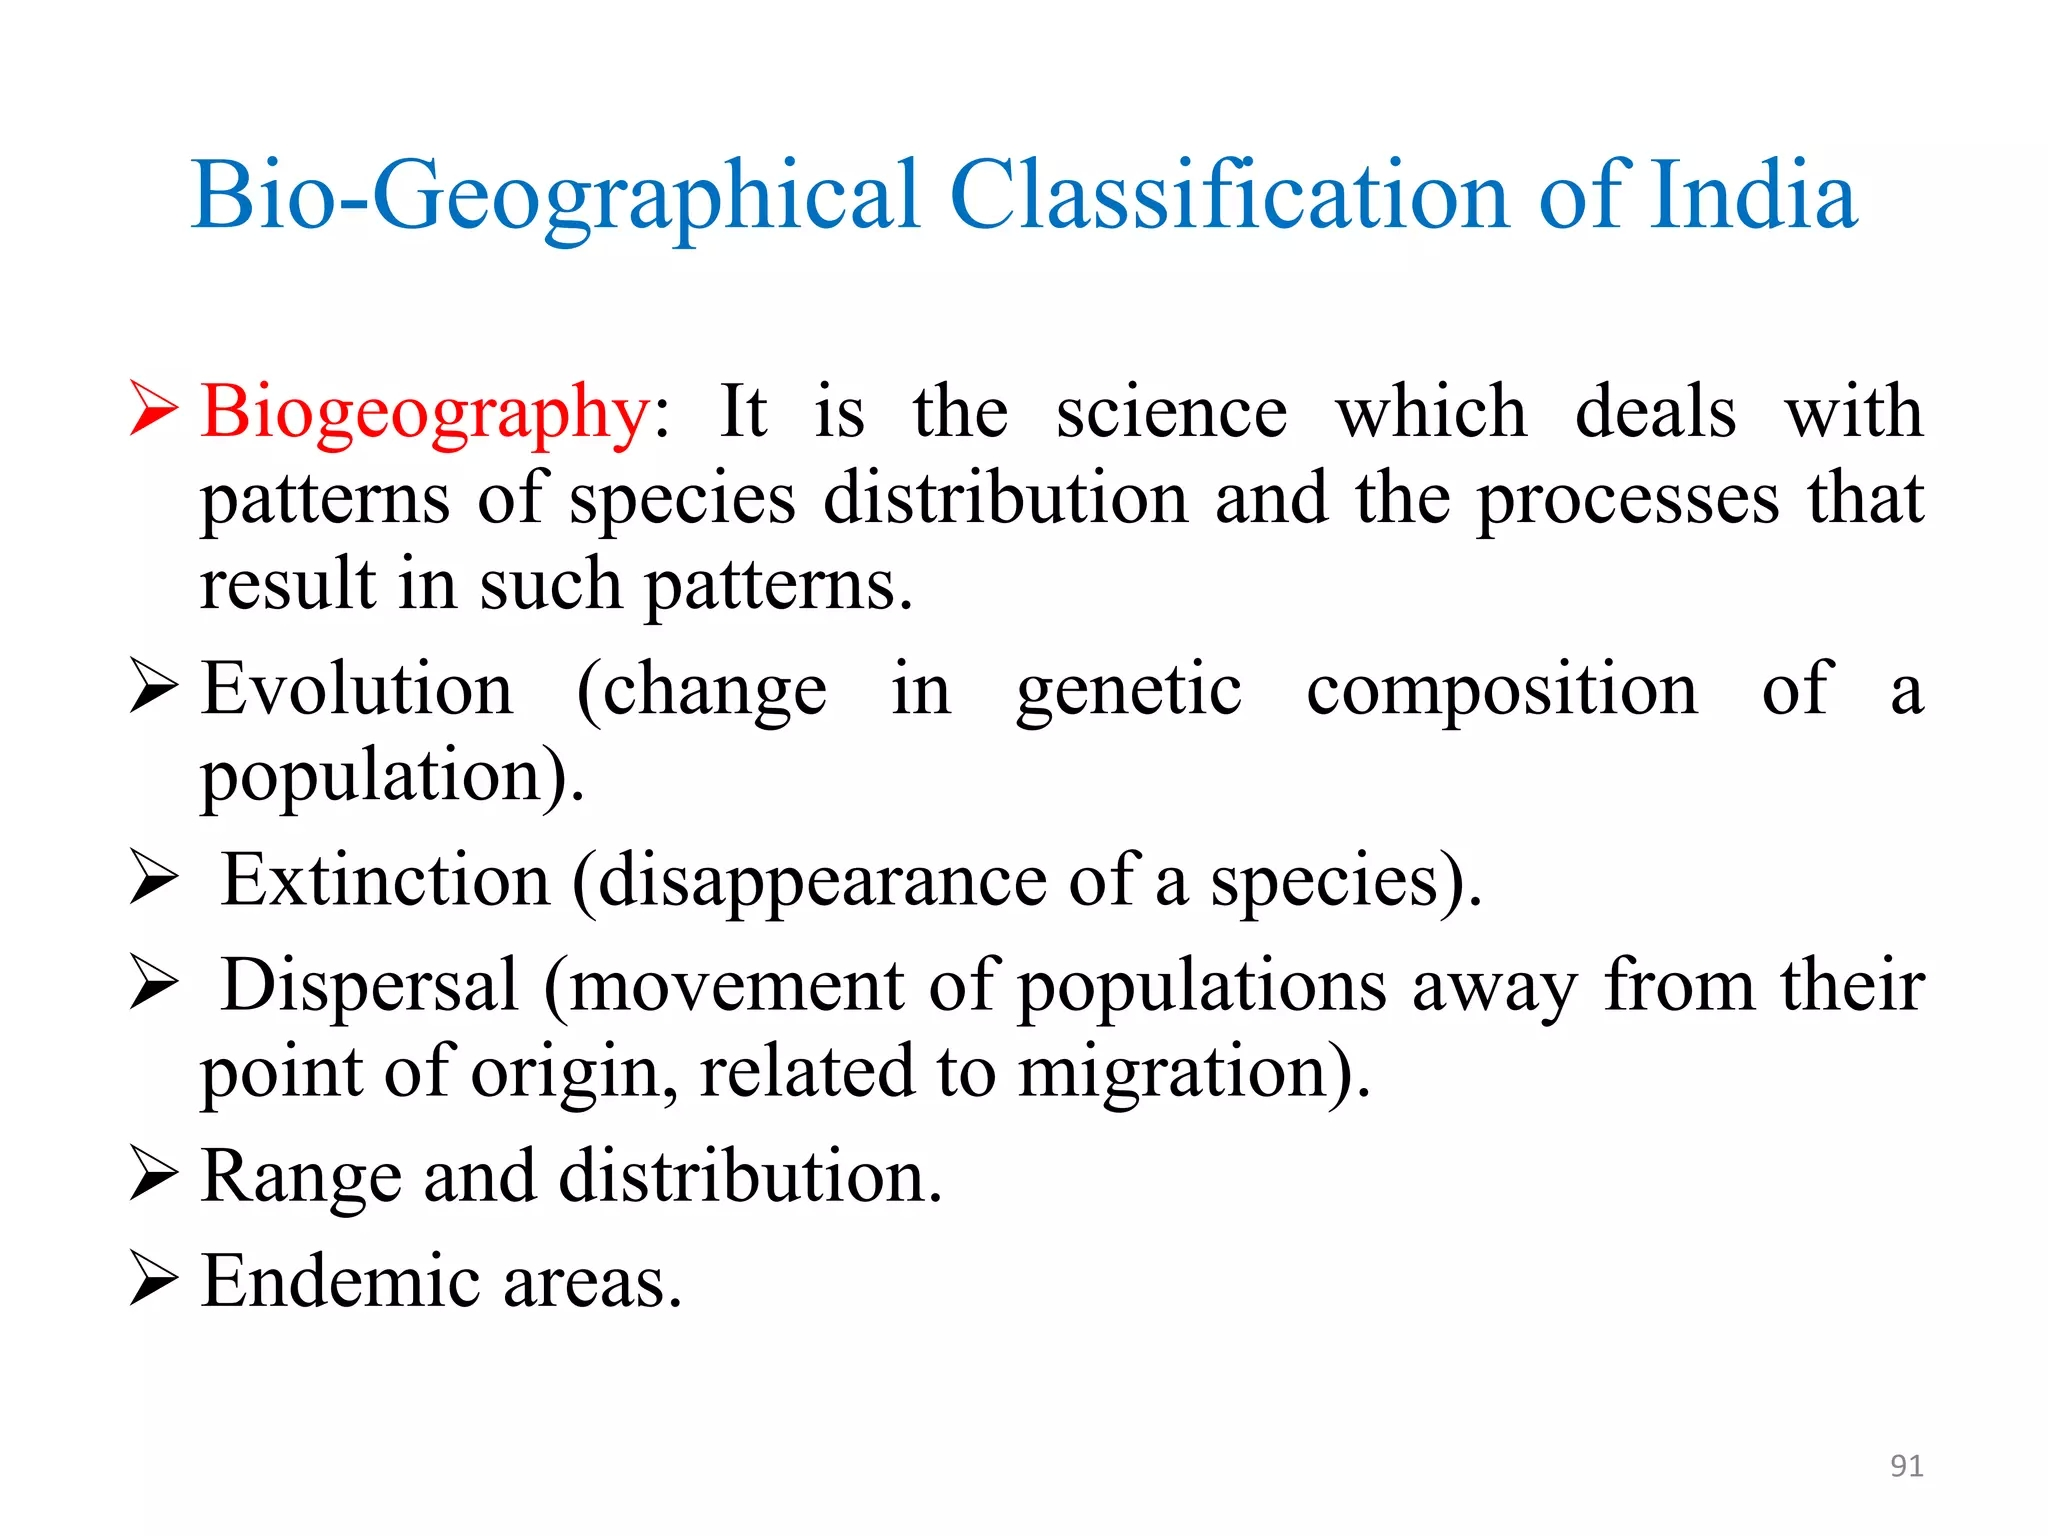 Bio-Geographical Classification of India
➢ Biogeography: It is the science which deals with
patterns of species distribution and the processes that
result in such patterns.
➢ Evolution (change in genetic composition of a
population).
➢ Extinction (disappearance of a species).
➢ Dispersal (movement of populations away from their
point of origin, related to migration).
➢ Range and distribution.
➢ Endemic areas.
91